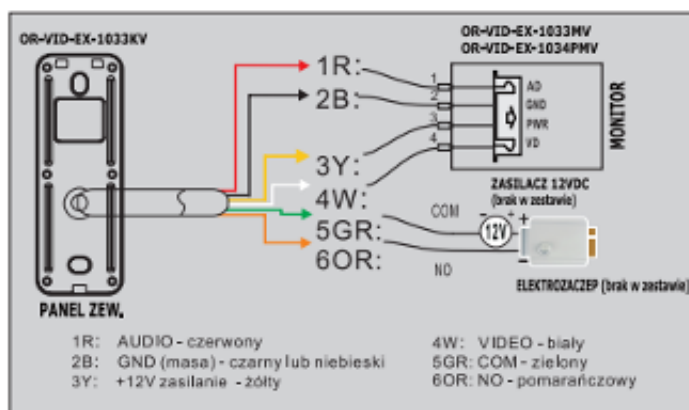 OR-VID-EX-1033KV
OR-VID-EX-1033MV
OR-VID-EX-1034PMV
1R:
2B:
3Y:
4W:
5GR:
6OR:
1
2
3
4
AD
GND
PWR
VD
MONITOR
ZASILACZ 12VDC
(brak w zestawie)
COM
NO
- +
12V
+
-
ELEKTROZACZEP (brak w zestawie)
PANEL ZEW.
1R: AUDIO - czerwony
2B: GND (masa) - czarny lub niebieski
3Y: +12V zasilanie - żółty
4W: VIDEO - biały
5GR: COM - zielony
6OR: NO - pomarańczowy